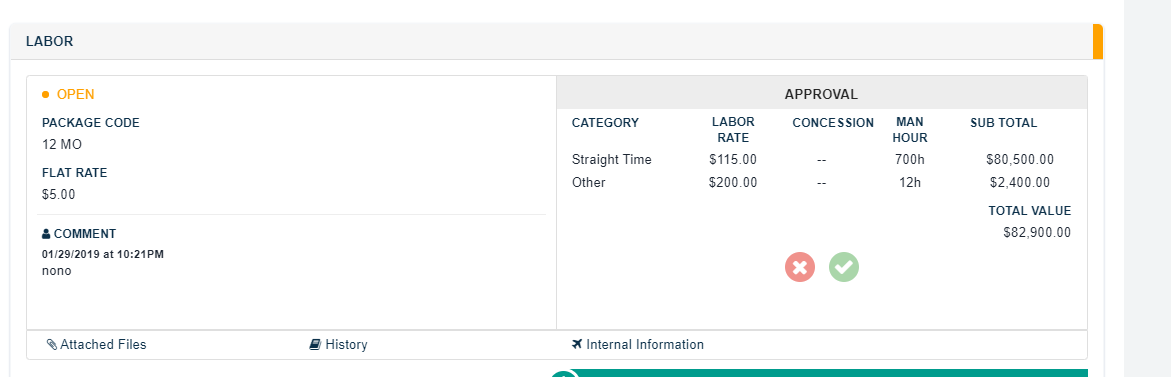 LABOR
OPEN
PACKAGE CODE
12 MO
FLAT RATE
$5.00
COMMENT
01/29/2019 at 10:21PM
nono
APPROVAL
CATEGORY LABOR RATE CONCESSION MAN HOUR SUB TOTAL
Straight Time $115.00 -- 700h $80,500.00
Other $200.00 -- 12h $2,400.00
TOTAL VALUE
$82,900.00
Attached Files History Internal Information